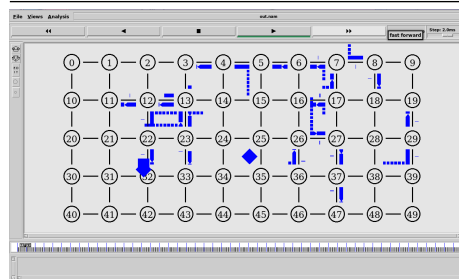 out.nam
File Views Analysis
fast forward
Step: 2.0ms
0 1 2 3 4 5 6 7 8 9
10 11 12 13 14 15 16 17 18 19
20 21 22 23 24 25 26 27 28 29
30 31 32 33 34 35 36 37 38 39
40 41 42 43 44 45 46 47 48 49